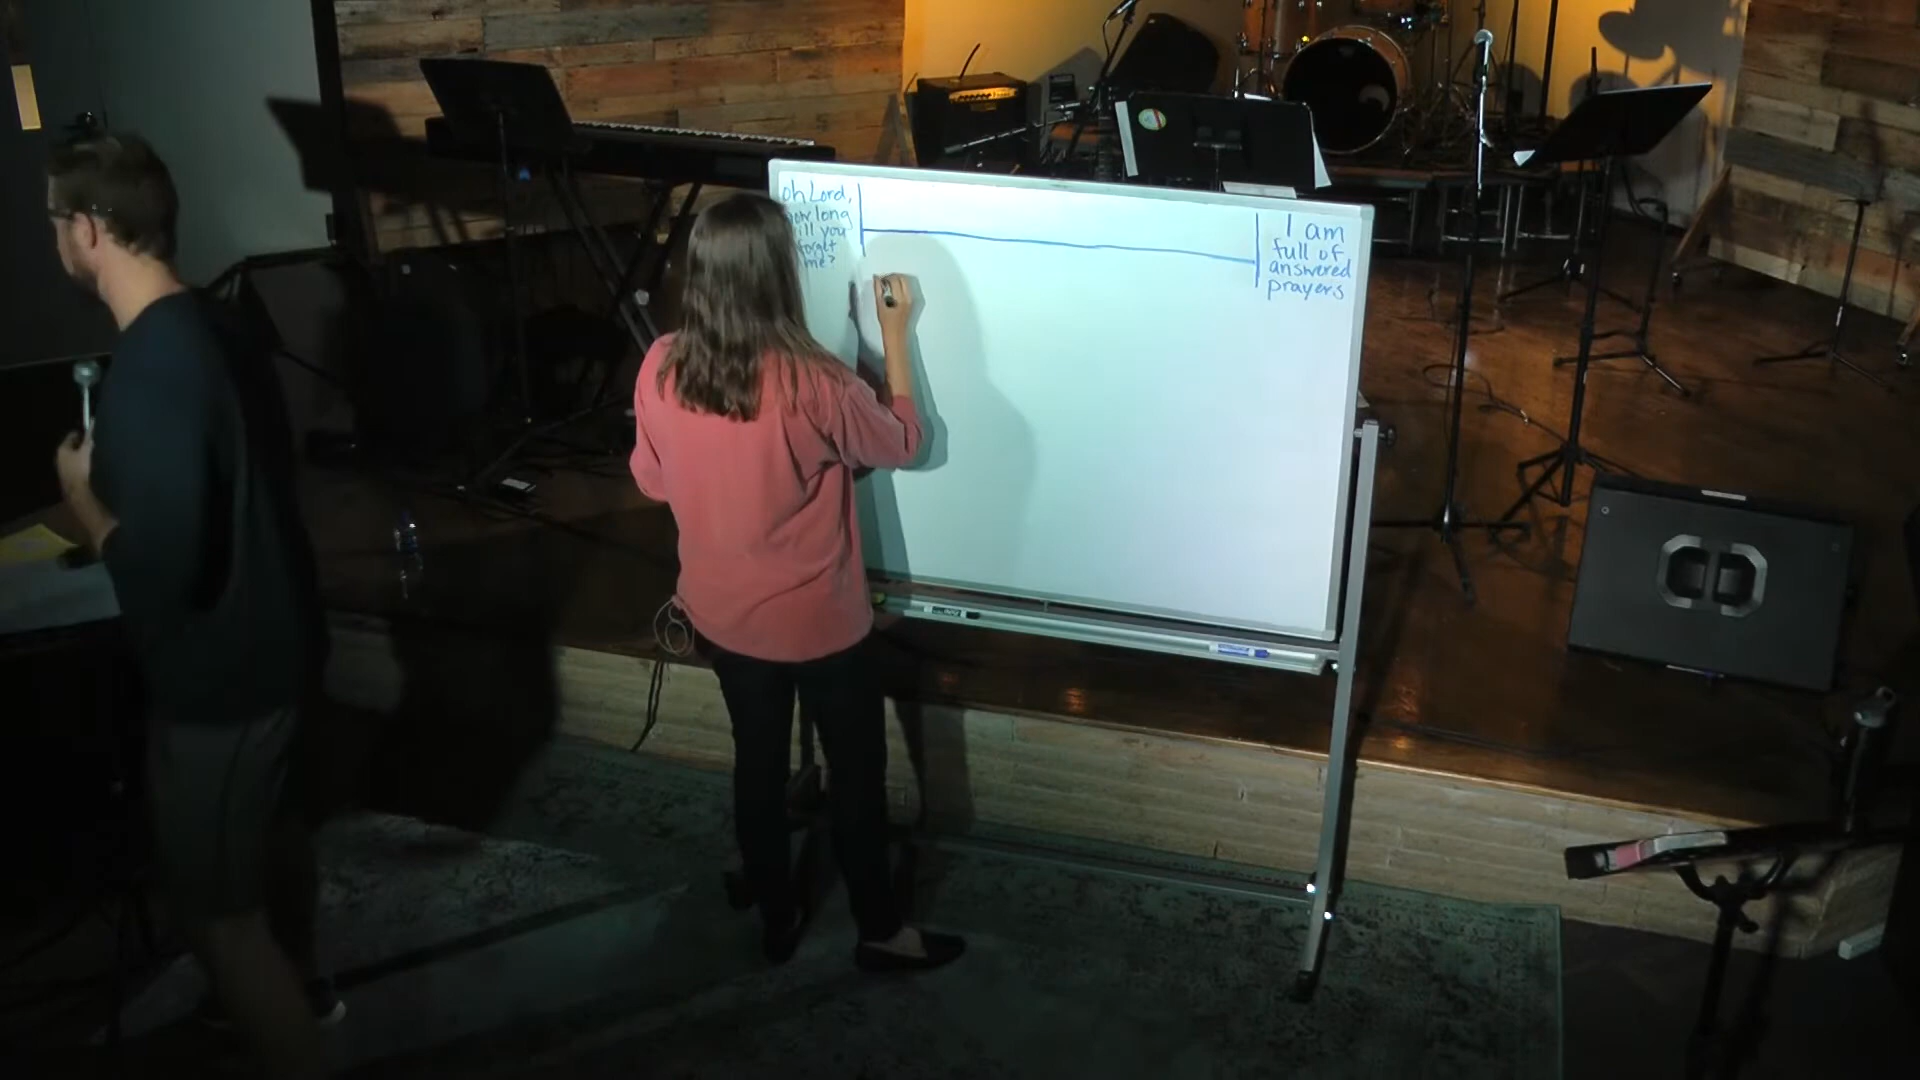 oh Lord,
how long
will you
forget
me?
I am
full of
answered
prayers